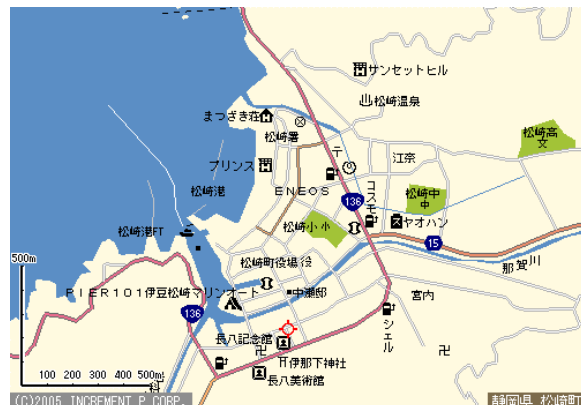 サンセットヒル
松崎温泉
まつざき荘
松崎署
〒
松崎高
文
プリンス
江奈
ENEOS
コスモ
松崎中
中
松崎港
136
松崎小 小
ヤオハン
松崎港FT
15
500m
松崎町役場 役
那賀川
PIER101伊豆松崎マリンオート
中瀬邸
宮内
136
シェル
長八記念館
卍
卍
伊那下神社
長八美術館
100 200 300 400 500m
(C)2005 INCREMENT P CORP.
静岡県 松崎町